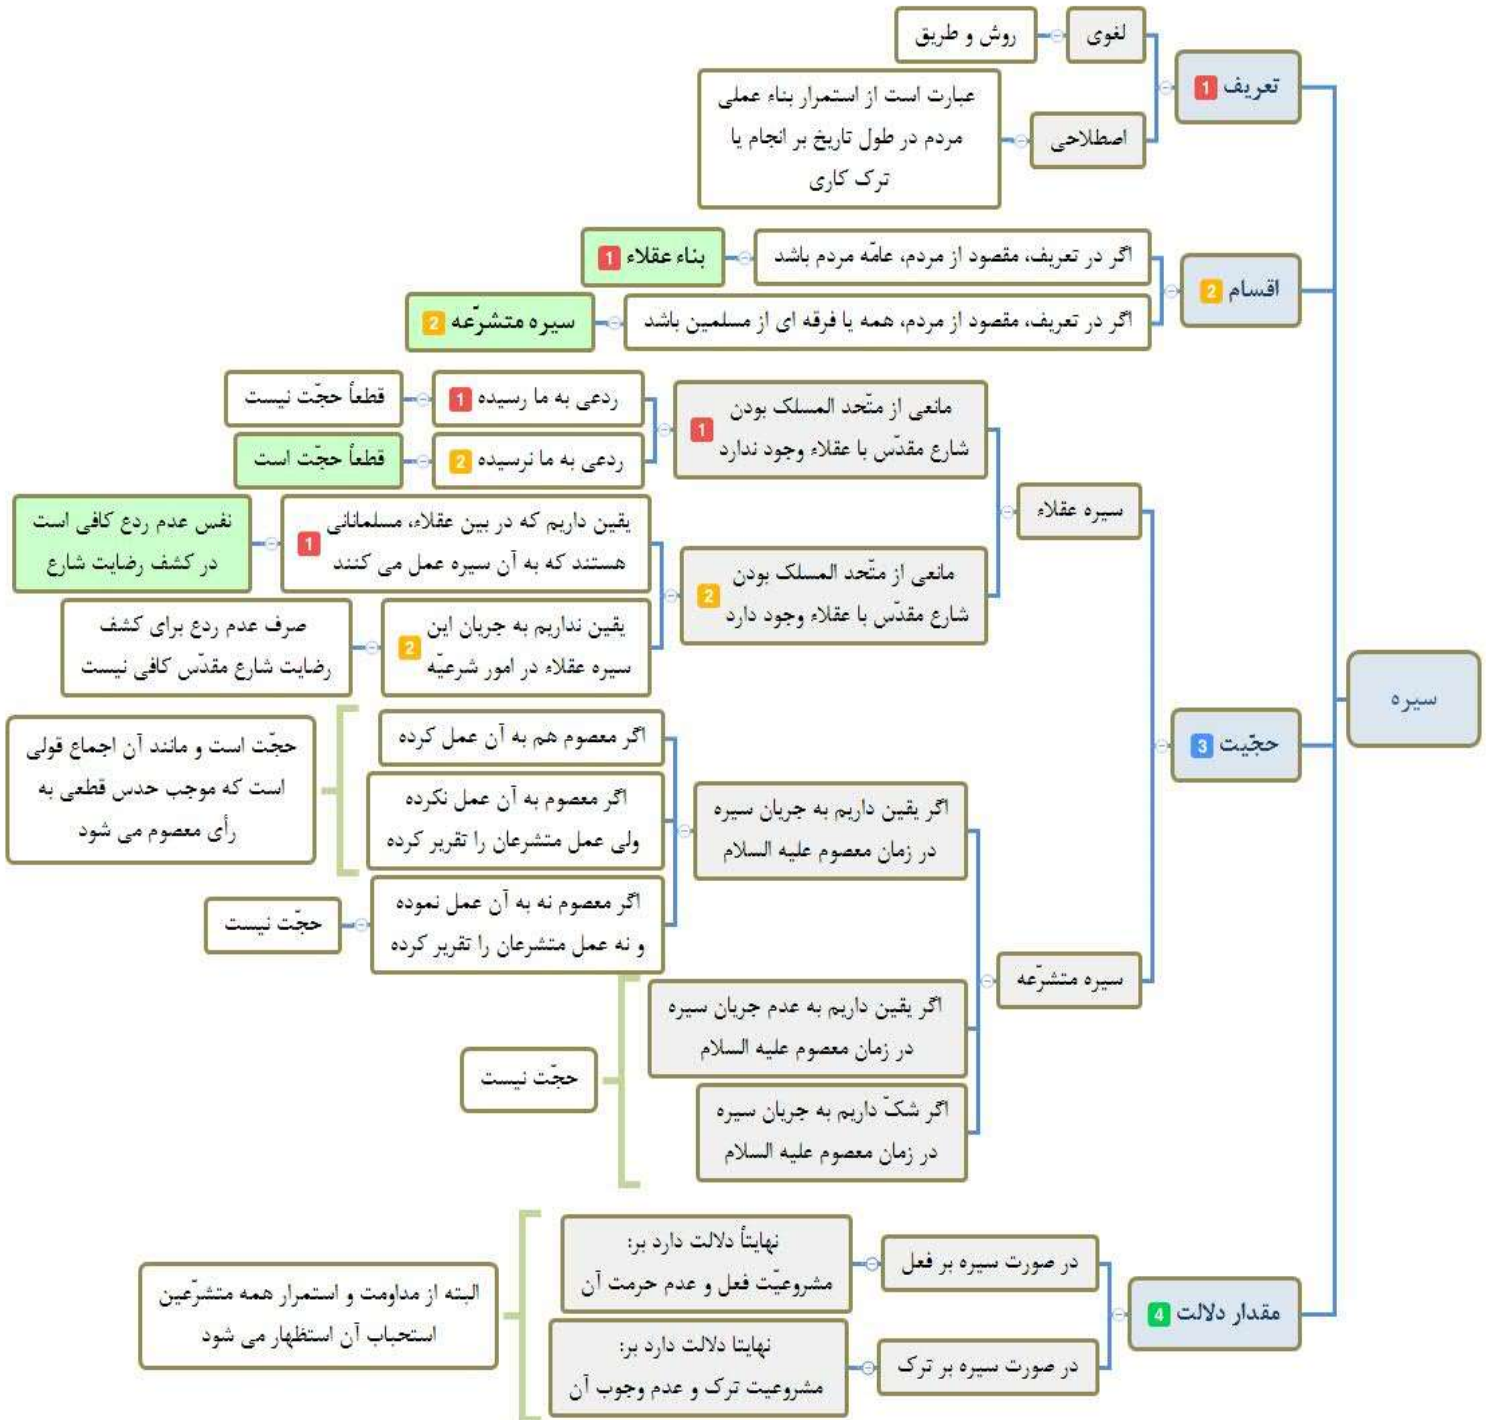 سیره
تعریف 1
لغوی
روش و طریق
اصطلاحی
عبارت است از استمرار بناء عملی
مردم در طول تاریخ بر انجام یا
ترک کاری
اقسام 2
اگر در تعریف، مقصود از مردم، عامّه مردم باشد
بناء عقلاء 1
اگر در تعریف، مقصود از مردم، همه یا فرقه ای از مسلمین باشد
سیره متشرّعه 2
حجّیت 3
سیره عقلاء
مانعی از متّحد المسلک بودن
شارع مقدّس با عقلاء وجود ندارد
1
ردعی به ما رسیده 1
قطعاً حجّت نیست
ردعی به ما نرسیده 2
قطعاً حجّت است
مانعی از متّحد المسلک بودن
شارع مقدّس با عقلاء وجود دارد
2
یقین داریم که در بین عقلاء، مسلمانانی
هستند که به آن سیره عمل می کنند
1
نفس عدم ردع کافی است
در کشف رضایت شارع
یقین نداریم به جریان این
سیره عقلاء در امور شرعیّه
2
صرف عدم ردع برای کشف
رضایت شارع مقدّس کافی نیست
سیره متشرّعه
اگر یقین داریم به جریان سیره
در زمان معصوم علیه السلام
اگر معصوم هم به آن عمل کرده
اگر معصوم به آن عمل نکرده
ولی عمل متشرعان را تقریر کرده
حجّت است و مانند آن اجماع قولی
است که موجب حدس قطعی به
رأی معصوم می شود
اگر معصوم نه به آن عمل نموده
و نه عمل متشرعان را تقریر کرده
حجّت نیست
اگر یقین داریم به عدم جریان سیره
در زمان معصوم علیه السلام
اگر شکّ داریم به جریان سیره
در زمان معصوم علیه السلام
حجّت نیست
مقدار دلالت 4
در صورت سیره بر فعل
نهایتاً دلالت دارد بر:
مشروعیّت فعل و عدم حرمت آن
در صورت سیره بر ترک
نهایتا دلالت دارد بر:
مشروعیت ترک و عدم وجوب آن
البته از مداومت و استمرار همه متشرّعین
استحباب آن استظهار می شود